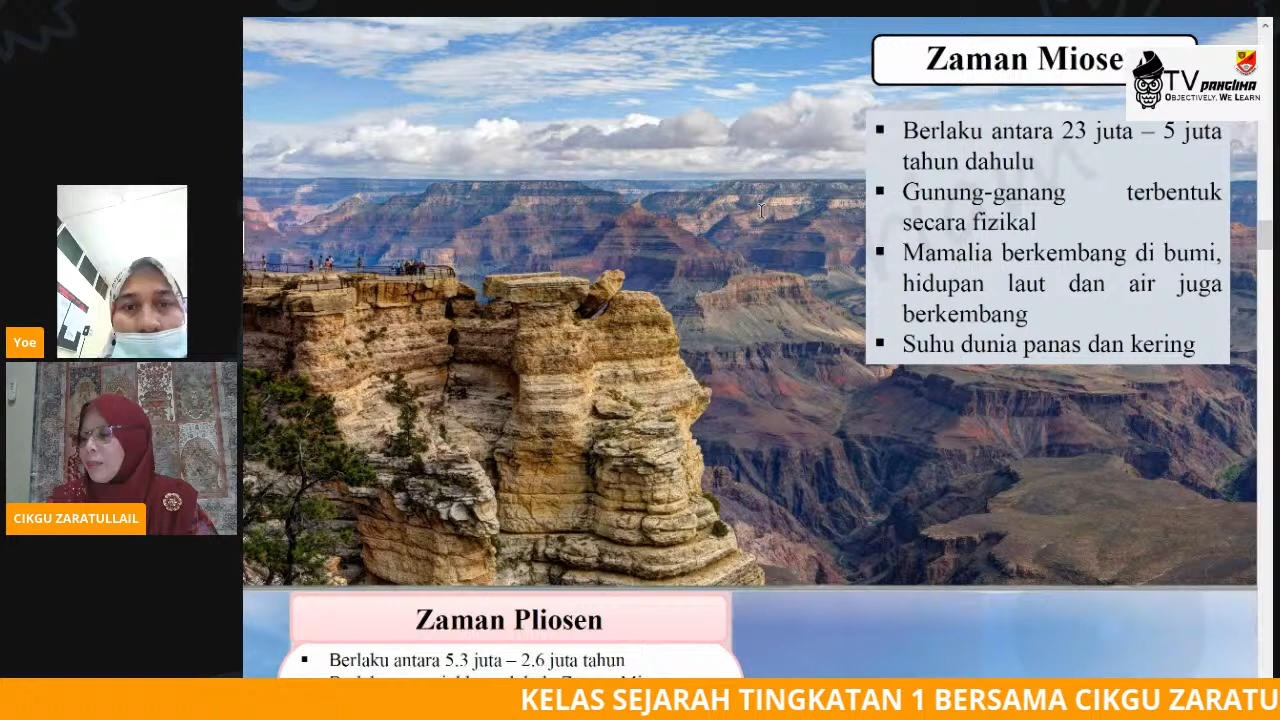 Zaman Miose
TV PANGLIMA
OBJECTIVELY, WE LEARN
▪ Berlaku antara 23 juta – 5 juta
tahun dahulu
▪ Gunung-ganang terbentuk
secara fizikal
▪ Mamalia berkembang di bumi,
hidupan laut dan air juga
berkembang
▪ Suhu dunia panas dan kering
Yoe
CIKGU ZARATULLAIL
Zaman Pliosen
▪ Berlaku antara 5.3 juta – 2.6 juta tahun
KELAS SEJARAH TINGKATAN 1 BERSAMA CIKGU ZARATU